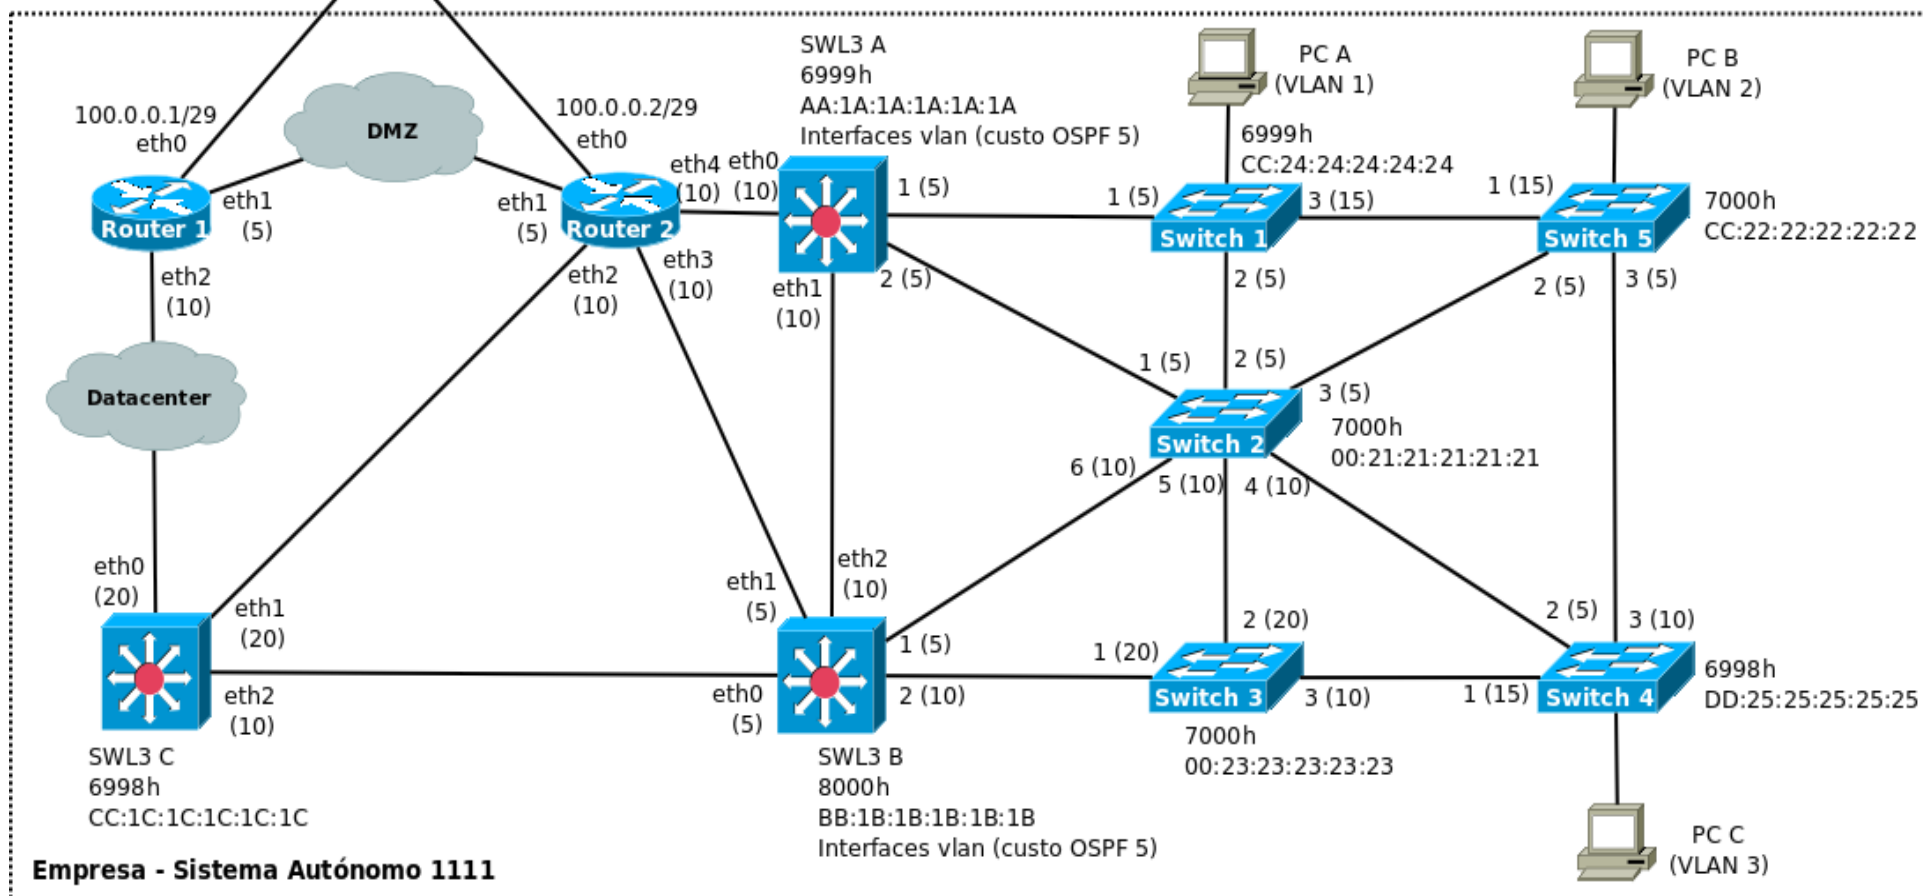 SWL3 A
6999h
AA:1A:1A:1A:1A:1A
Interfaces vlan (custo OSPF 5)
PC A
(VLAN 1)
PC B
(VLAN 2)
100.0.0.1/29
eth0
DMZ
100.0.0.2/29
eth0
eth4
(10)
eth0
(10)
1 (5)
1 (5)
6999h
CC:24:24:24:24:24
3 (15)
1 (15)
7000h
CC:22:22:22:22:22
Router 1
eth1
(5)
eth1
(5)
Router 2
Switch 1
Switch 5
eth2
(10)
eth2
(10)
eth3
(10)
eth1
(10)
2 (5)
2 (5)
2 (5)
3 (5)
Datacenter
1 (5)
2 (5)
3 (5)
7000h
00:21:21:21:21:21
Switch 2
6 (10)
5 (10)
4 (10)
eth0
(20)
eth1
(20)
eth1
(5)
eth2
(10)
1 (5)
2 (20)
2 (5)
3 (10)
1 (20)
6998h
DD:25:25:25:25:25
eth2
(10)
eth0
(5)
2 (10)
Switch 3
3 (10)
1 (15)
Switch 4
7000h
00:23:23:23:23:23
SWL3 C
6998h
CC:1C:1C:1C:1C:1C
SWL3 B
8000h
BB:1B:1B:1B:1B:1B
Interfaces vlan (custo OSPF 5)
PC C
(VLAN 3)
Empresa - Sistema Autónomo 1111